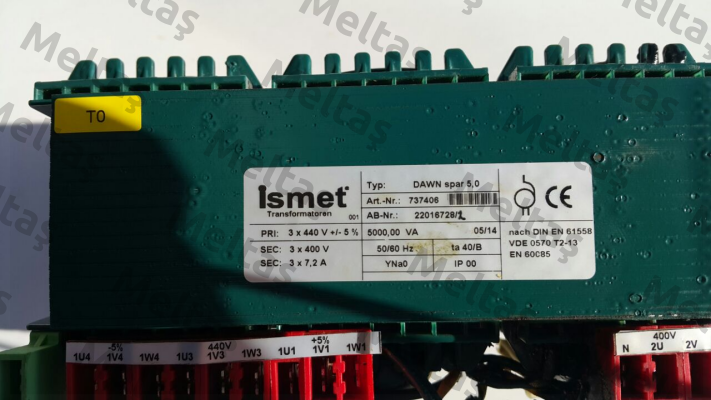 T0
Ismet
Transformatoren
001
Typ: DAWN spar 5,0
Art.-Nr.: 737406
AB-Nr.: 22016728/1
PRI: 3 x 440 V +/- 5 % 5000,00 VA 05/14
SEC: 3 x 400 V 50/60 Hz ta 40/B
SEC: 3 x 7,2 A YNa0 IP 00
CE
nach DIN EN 61558
VDE 0570 T2-13
EN 60085
-5% 440V +5%
1U4 1V4 1W4 1U3 1V3 1W3 1U1 1V1 1W1
400V
N 2U 2V
Meltaş
Meltaş
Meltaş
Meltaş
Meltaş
Meltaş
Meltaş
Meltaş